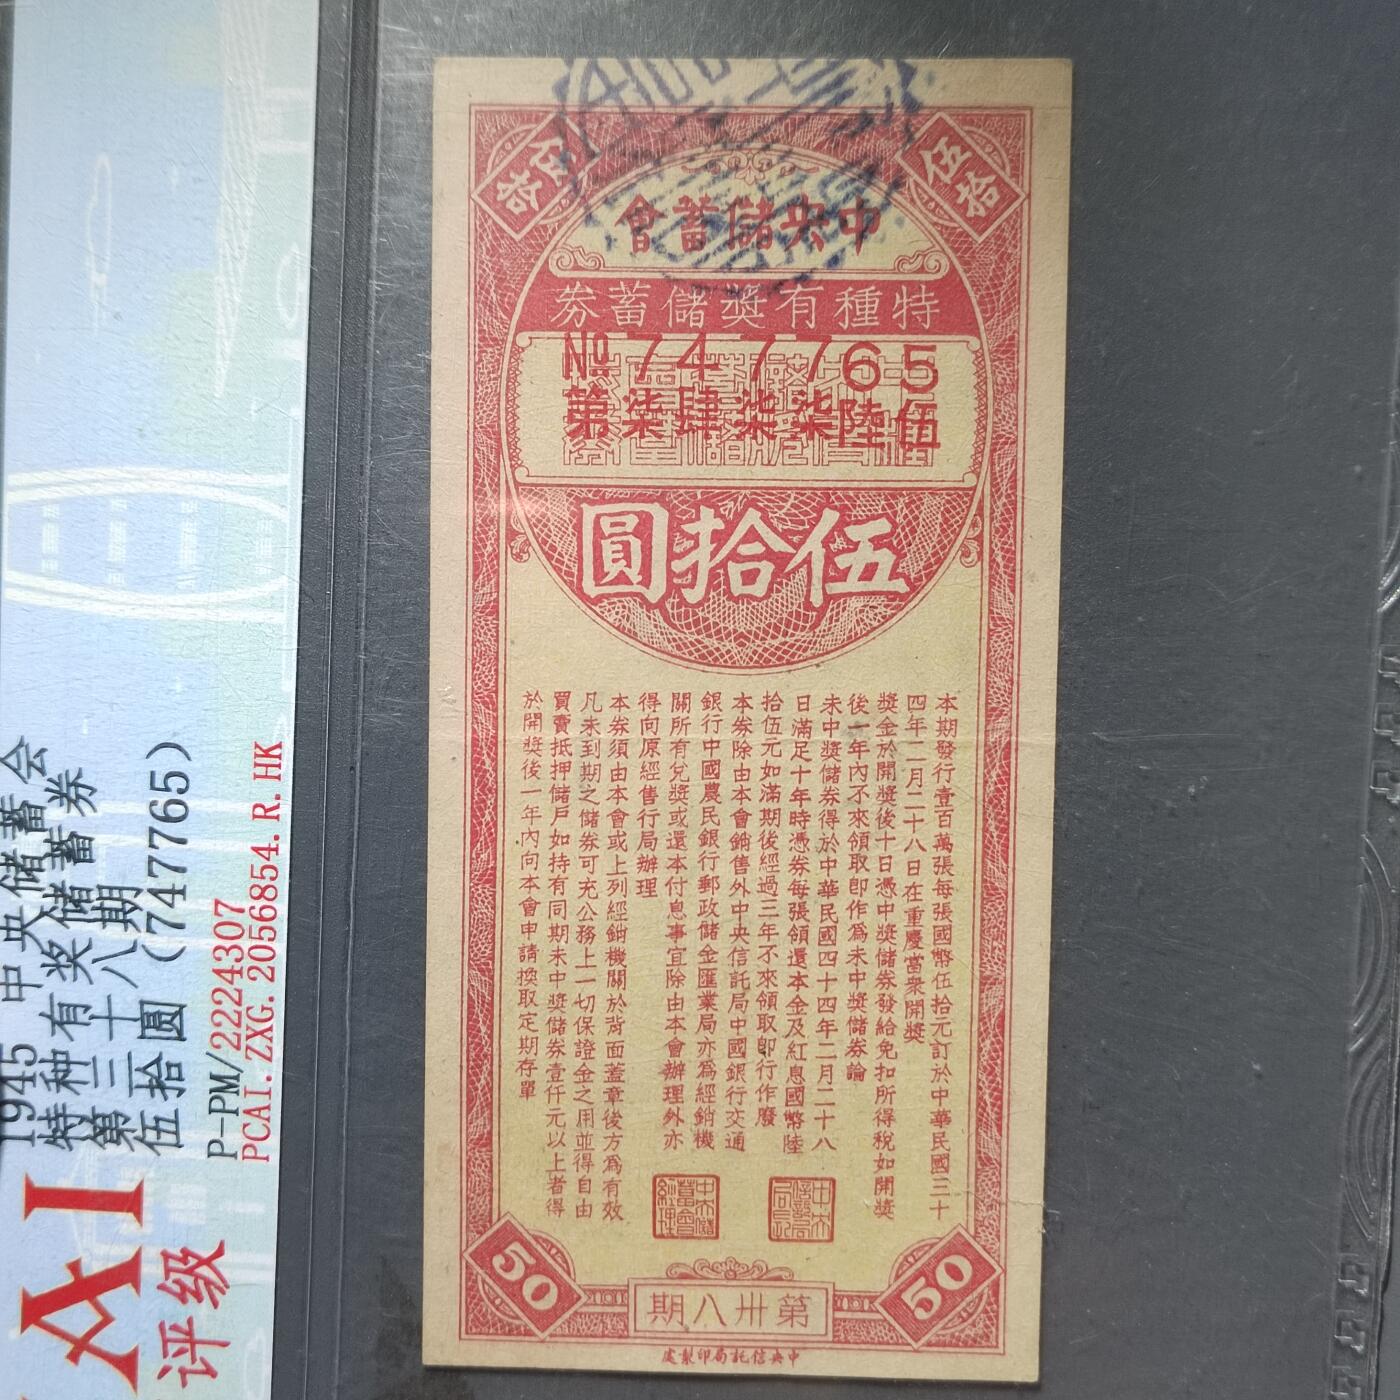 1945 中央储蓄会
特种有奖储蓄券
第三十八期
伍拾圆（747765）
P-PM/22224307
PCAI.ZXG.2056854.R.HK
AI
评级
伍拾
伍拾
中央儲蓄會
特種有獎儲蓄券
№ 747765
第柒肆柒柒陸伍
伍拾圓
本期發行壹百萬張每張國幣伍拾元訂於中華民國三十
四年二月二十八日在重慶當衆開獎
獎金於開獎後十日憑中獎儲券發給免扣所得稅如開獎
後一年內不來領取卽作爲未中獎儲券論
未中獎儲券得於中華民國四十四年二月二十八
日滿足十年時憑券每張領還本金及紅息國幣陸
拾伍元如滿期後經過三年不來領取卽行作廢
本券除由本會銷售外中央信託局中國銀行交通
銀行中國農民銀行郵政儲金匯業局亦爲經銷機
關所有兌獎或還本付息事宜除由本會辦理外亦
得向原經售行局辦理
本券須由本會或上列經銷機關於背面蓋章後方爲有效
凡未到期之儲券可充公務上一切保證金之用並得自由
買賣抵押儲戶如持有同期未中獎儲券壹仟元以上者得
於開獎後一年內向本會申請換取定期存單
中央儲蓄會經理
50
50
第卅八期
中央信託局印製處